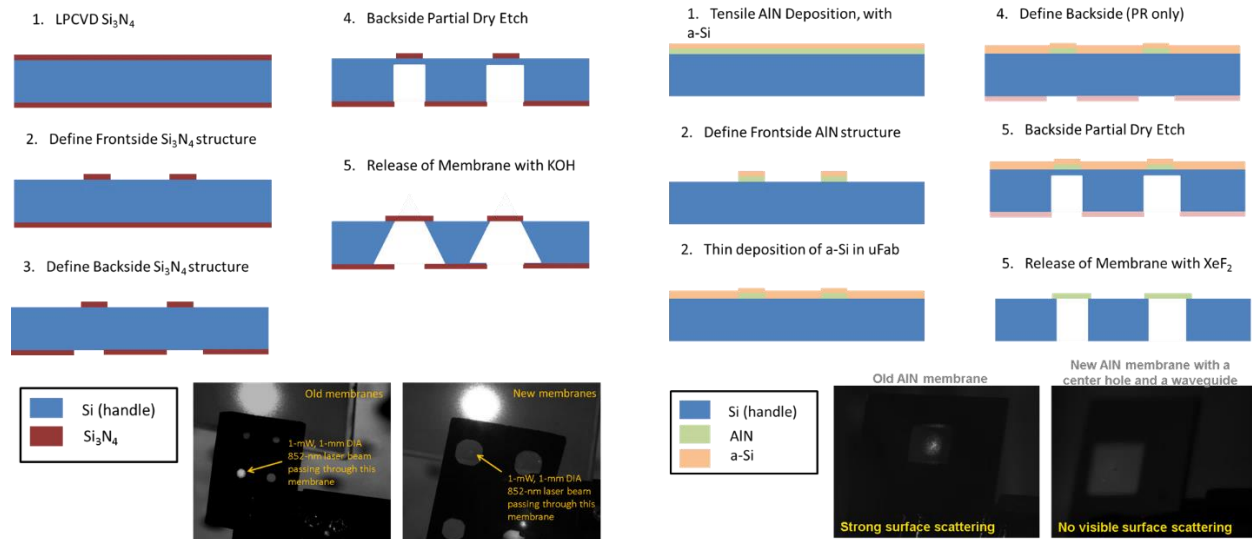 1. LPCVD Si₃N₄
2. Define Frontside Si₃N₄ structure
3. Define Backside Si₃N₄ structure
4. Backside Partial Dry Etch
5. Release of Membrane with KOH
Si (handle)
Si₃N₄
Old membranes
1-mW, 1-mm DIA
852-nm laser beam
passing through this
membrane
New membranes
1-mW, 1-mm DIA
852-nm laser beam
passing through this
membrane
1. Tensile AlN Deposition, with
a-Si
2. Define Frontside AlN structure
2. Thin deposition of a-Si in uFab
4. Define Backside (PR only)
5. Backside Partial Dry Etch
5. Release of Membrane with XeF₂
Si (handle)
AlN
a-Si
Old AlN membrane
Strong surface scattering
New AlN membrane with a
center hole and a waveguide
No visible surface scattering